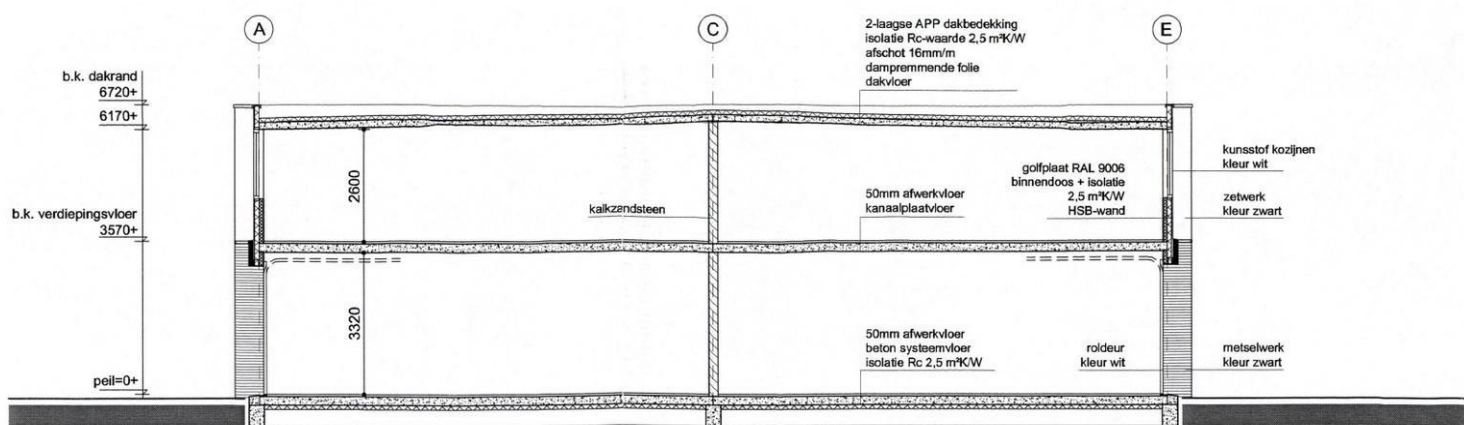 A
C
E
2-laagse APP dakbedekking
isolatie Rc-waarde 2,5 m²K/W
afschot 16mm/m
dampremmende folie
dakvloer
b.k. dakrand
6720+
6170+
2600
kalkzandsteen
50mm afwerkvloer
kanaalplaatvloer
golfplaat RAL 9006
binnendoos + isolatie
2,5 m²K/W
HSB-wand
kunsstof kozijnen
kleur wit
zetwerk
kleur zwart
b.k. verdiepingsvloer
3570+
3320
50mm afwerkvloer
beton systeemvloer
isolatie Rc 2,5 m²K/W
roldeur
kleur wit
metselwerk
kleur zwart
peil=0+